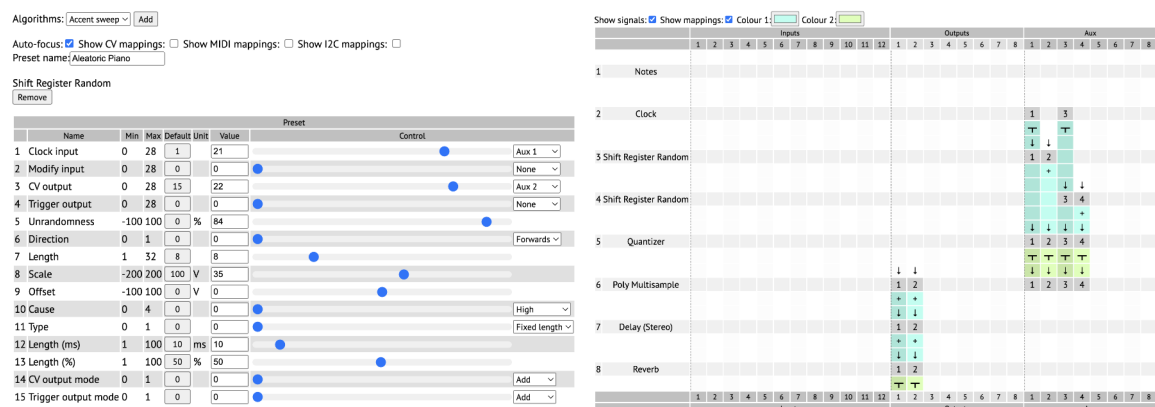 Algorithms: Accent sweep Add
Auto-focus: Show CV mappings: Show MIDI mappings: Show I2C mappings:
Preset name: Aleatoric Piano
Shift Register Random
Remove
Preset
Name Min Max Default Unit Value Control
1 Clock input 0 28 1 21 Aux 1
2 Modify input 0 28 0 0 None
3 CV output 0 28 15 22 Aux 2
4 Trigger output 0 28 0 0 None
5 Unrandomness -100 100 0 % 84
6 Direction 0 1 0 0 Forwards
7 Length 1 32 8 8
8 Scale -200 200 100 V 35
9 Offset -100 100 0 V 0
10 Cause 0 4 0 0 High
11 Type 0 1 0 0 Fixed length
12 Length (ms) 1 100 10 ms 10
13 Length (%) 1 100 50 % 50
14 CV output mode 0 1 0 0 Add
15 Trigger output mode 0 1 0 0 Add
Show signals: Show mappings: Colour 1: Colour 2:
Inputs Outputs Aux
1 2 3 4 5 6 7 8 9 10 11 12 1 2 3 4 5 6 7 8 1 2 3 4 5 6 7 8
1 Notes
2 Clock 1 3
3 Shift Register Random 1 2
4 Shift Register Random 3 4
5 Quantizer 1 2 3 4
6 Poly Multisample 1 2 1 2 3 4
7 Delay (Stereo) 1 2
8 Reverb 1 2
1 2 3 4 5 6 7 8 9 10 11 12 1 2 3 4 5 6 7 8 1 2 3 4 5 6 7 8